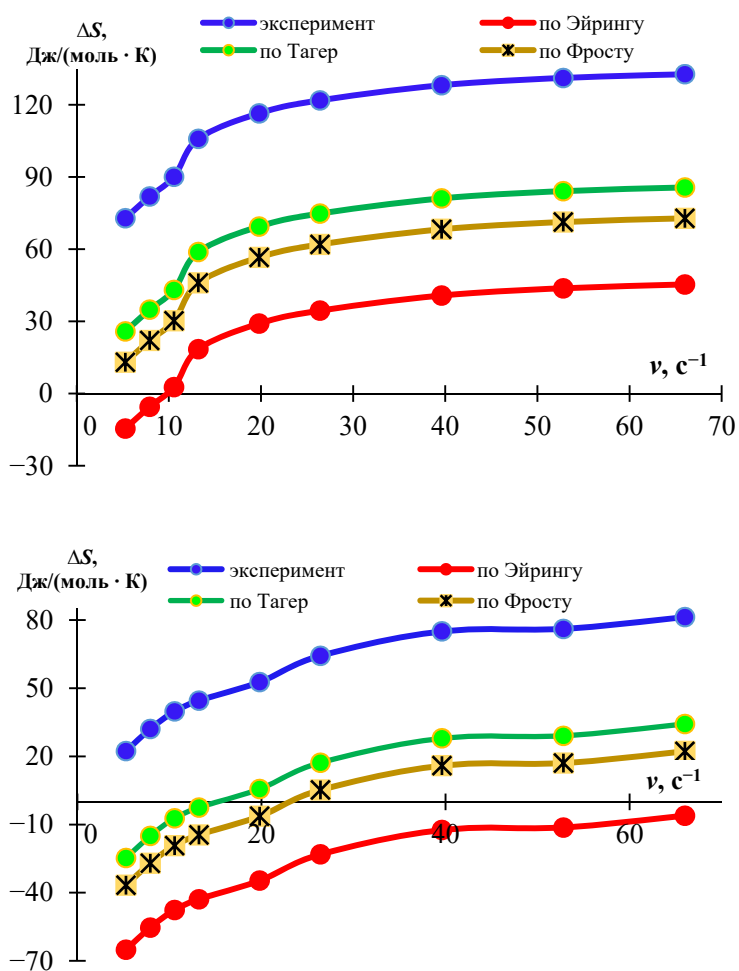 ΔS,
Дж/(моль · К)
эксперимент
по Эйрингу
по Тагер
по Фросту
120
90
60
30
0
−30
ν, с⁻¹
0 10 20 30 40 50 60 70
ΔS,
Дж/(моль · К)
эксперимент
по Эйрингу
по Тагер
по Фросту
80
50
20
−10
−40
−70
ν, с⁻¹
0 20 40 60